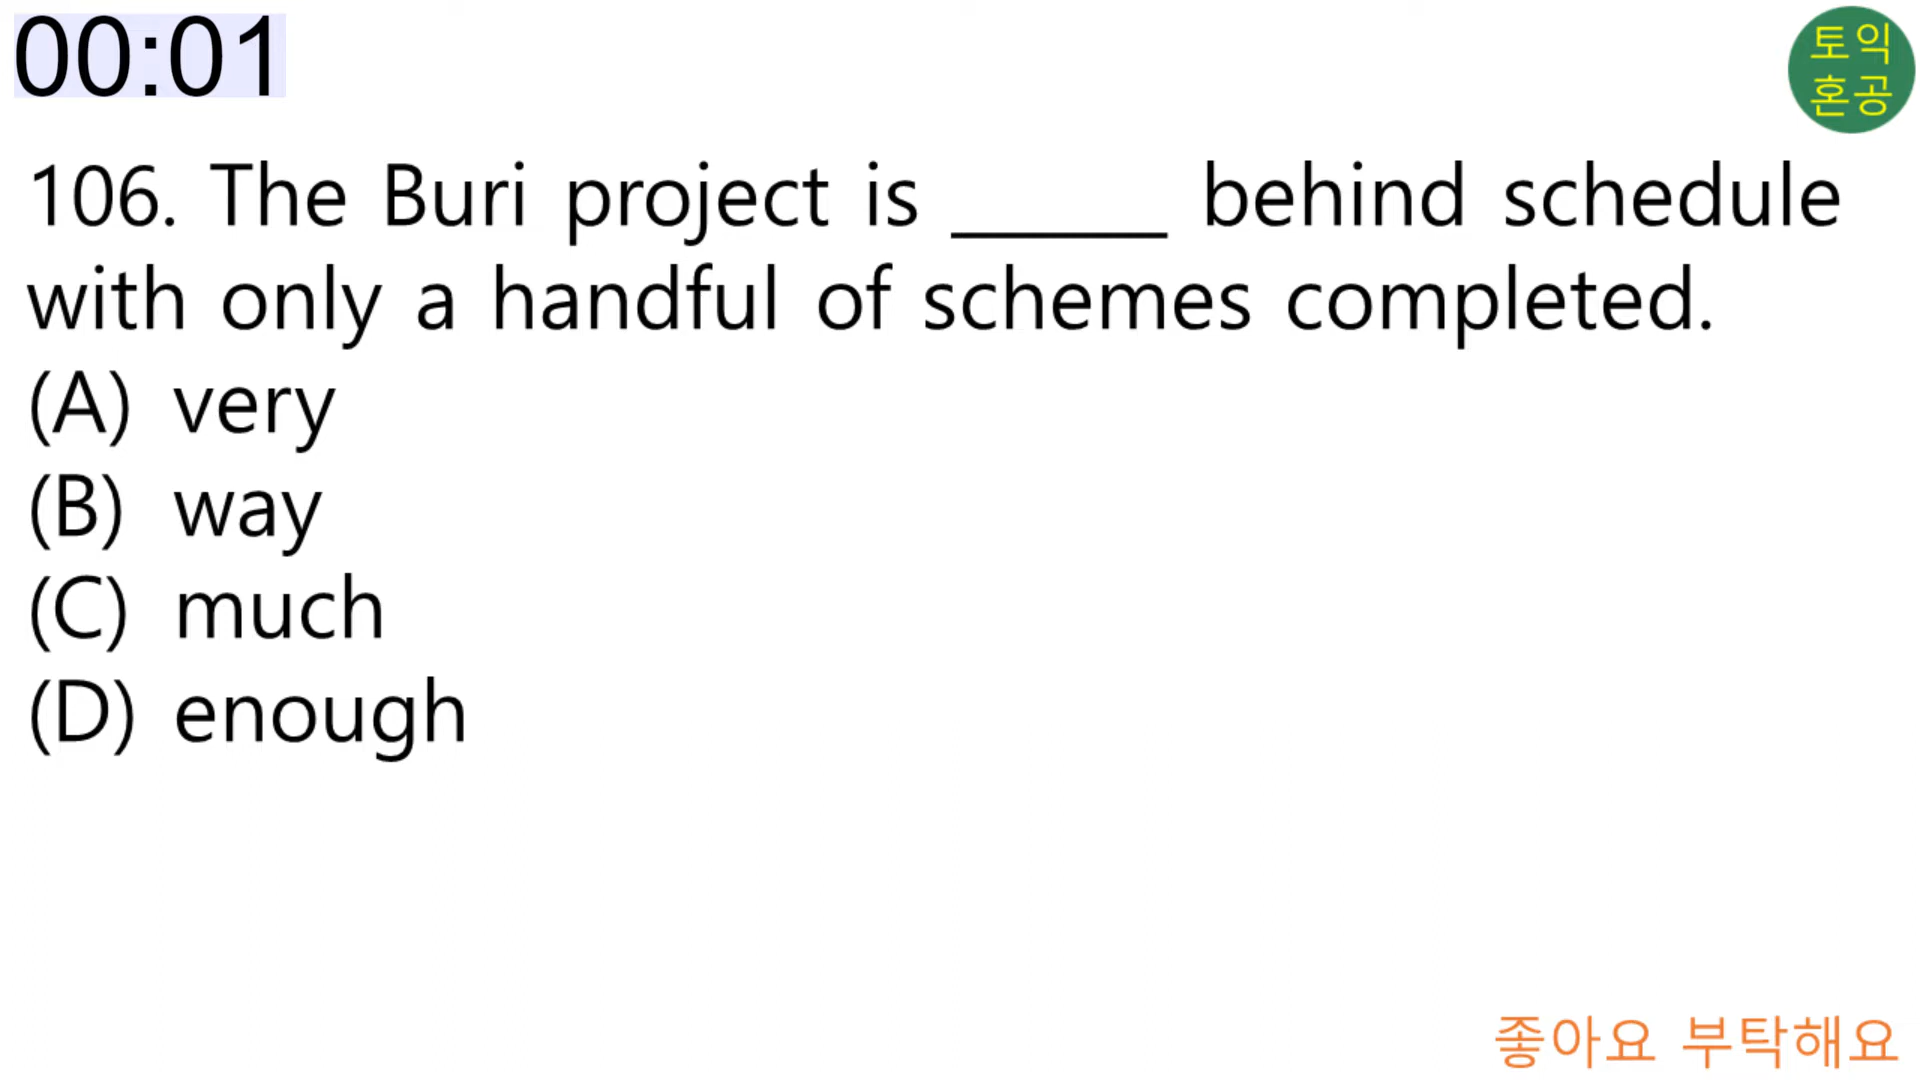 00:01
토익
혼공
106. The Buri project is ______ behind schedule
with only a handful of schemes completed.
(A) very
(B) way
(C) much
(D) enough
좋아요 부탁해요